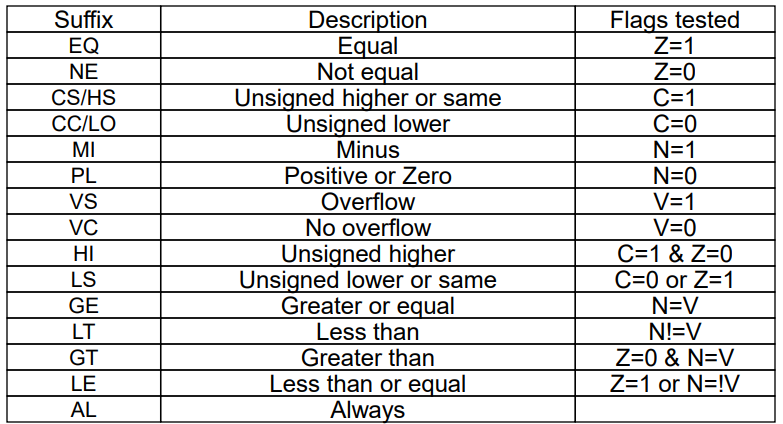 Suffix Description Flags tested
EQ Equal Z=1
NE Not equal Z=0
CS/HS Unsigned higher or same C=1
CC/LO Unsigned lower C=0
MI Minus N=1
PL Positive or Zero N=0
VS Overflow V=1
VC No overflow V=0
HI Unsigned higher C=1 & Z=0
LS Unsigned lower or same C=0 or Z=1
GE Greater or equal N=V
LT Less than N!=V
GT Greater than Z=0 & N=V
LE Less than or equal Z=1 or N=!V
AL Always